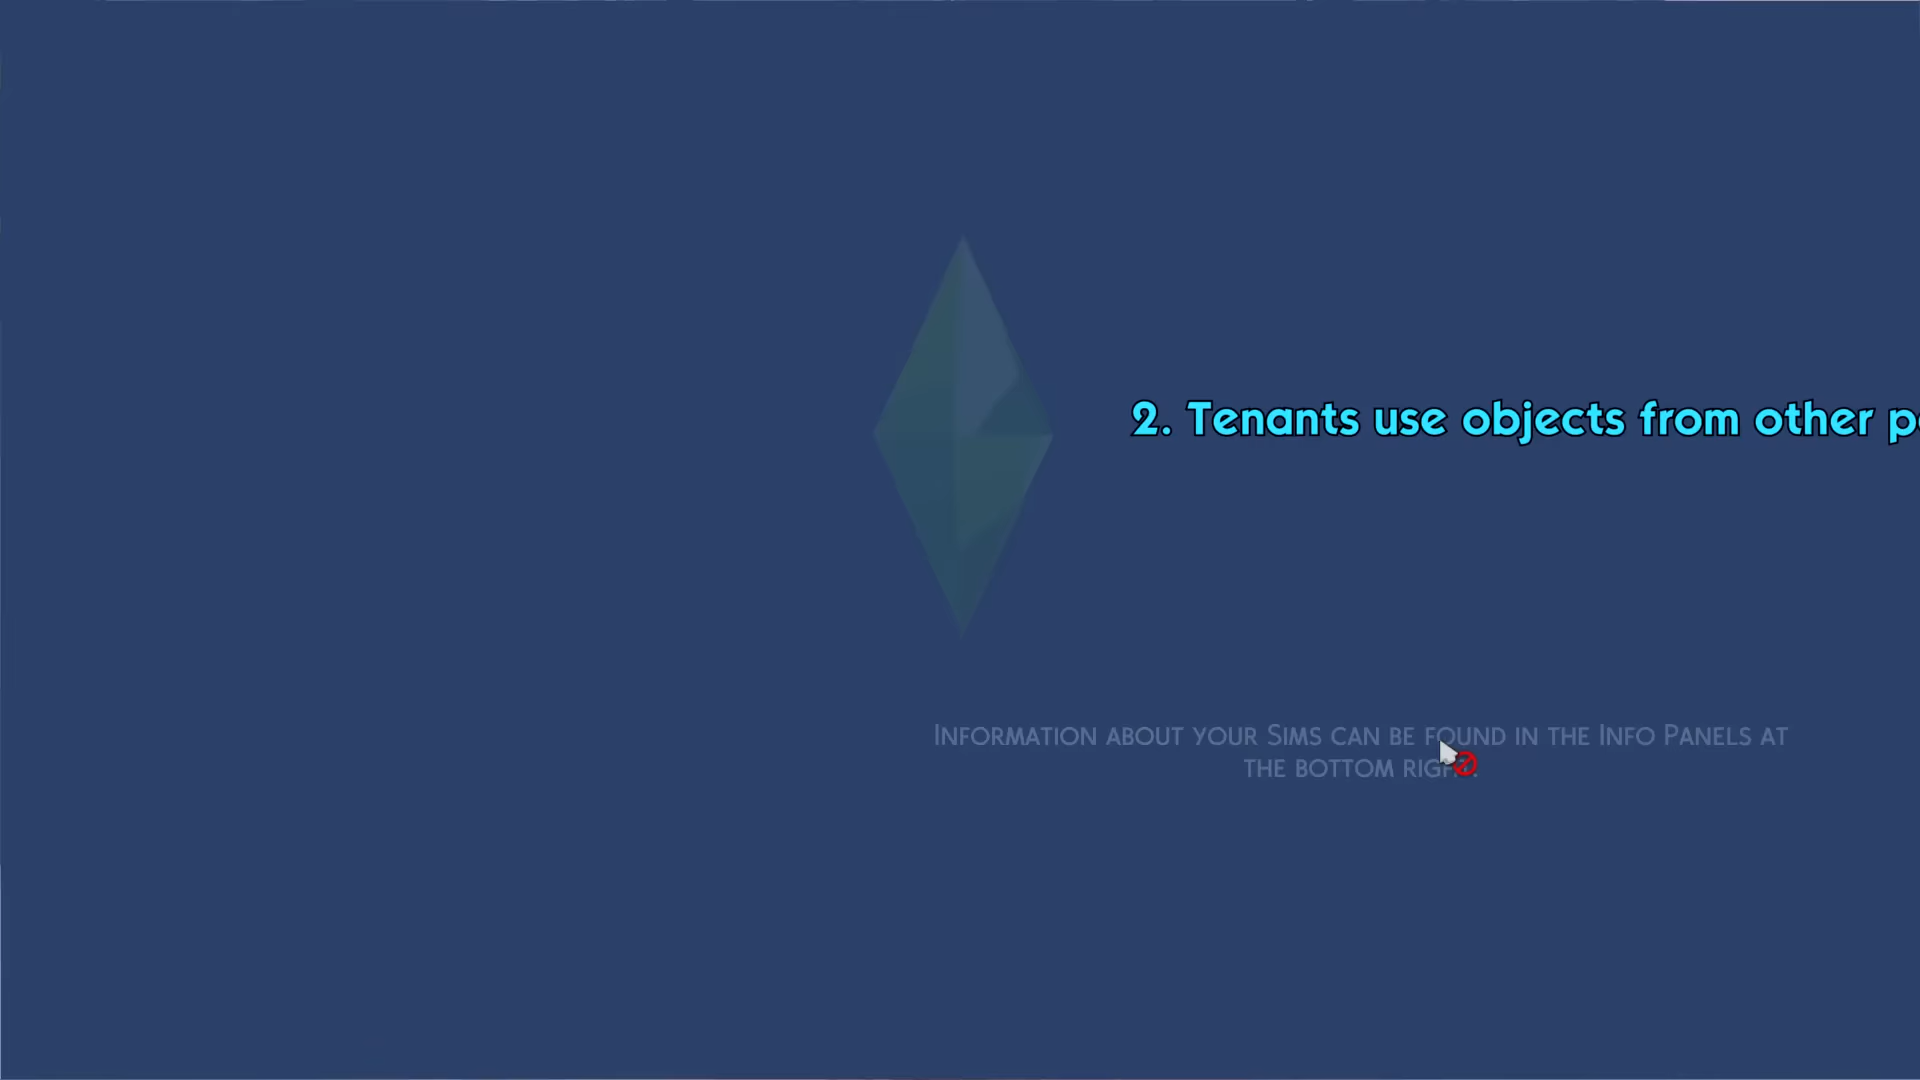 2. Tenants use objects from other
Information about your Sims can be found in the Info Panels at
the bottom right.